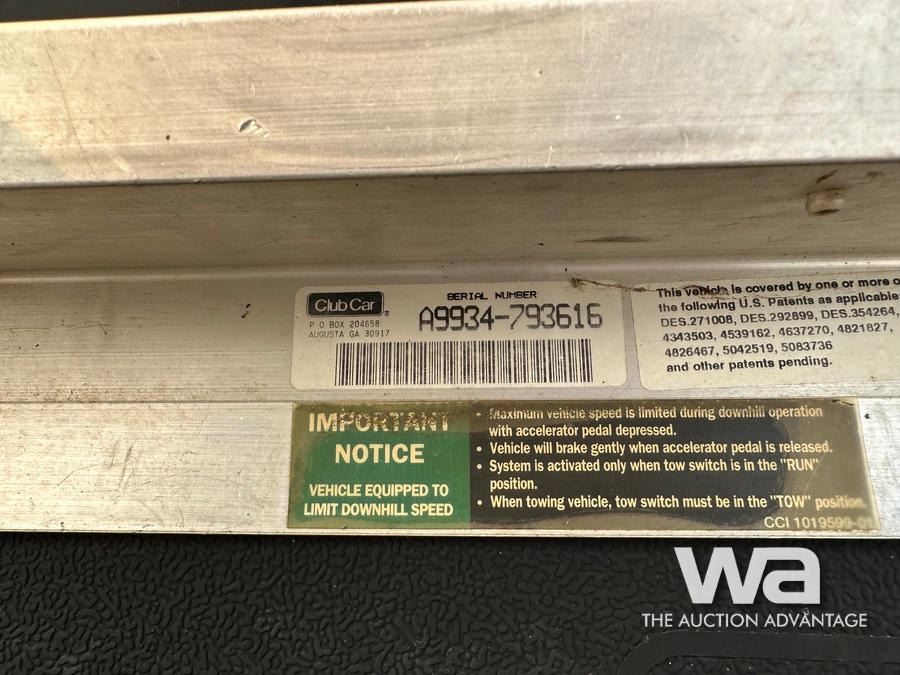 Club Car
P O BOX 204658
AUGUSTA GA 30917
SERIAL NUMBER
A9934-793616
This vehicle is covered by one or more o
the following U.S. Patents as applicable
DES.271008, DES.292899, DES.354264,
4343503, 4539162, 4637270, 4821827,
4826467, 5042519, 5083736
and other patents pending.
IMPORTANT
NOTICE
VEHICLE EQUIPPED TO
LIMIT DOWNHILL SPEED
• Maximum vehicle speed is limited during downhill operation
with accelerator pedal depressed.
• Vehicle will brake gently when accelerator pedal is released.
• System is activated only when tow switch is in the "RUN"
position.
• When towing vehicle, tow switch must be in the "TOW" position.
CCI 1019599-01
wa
THE AUCTION ADVANTAGE